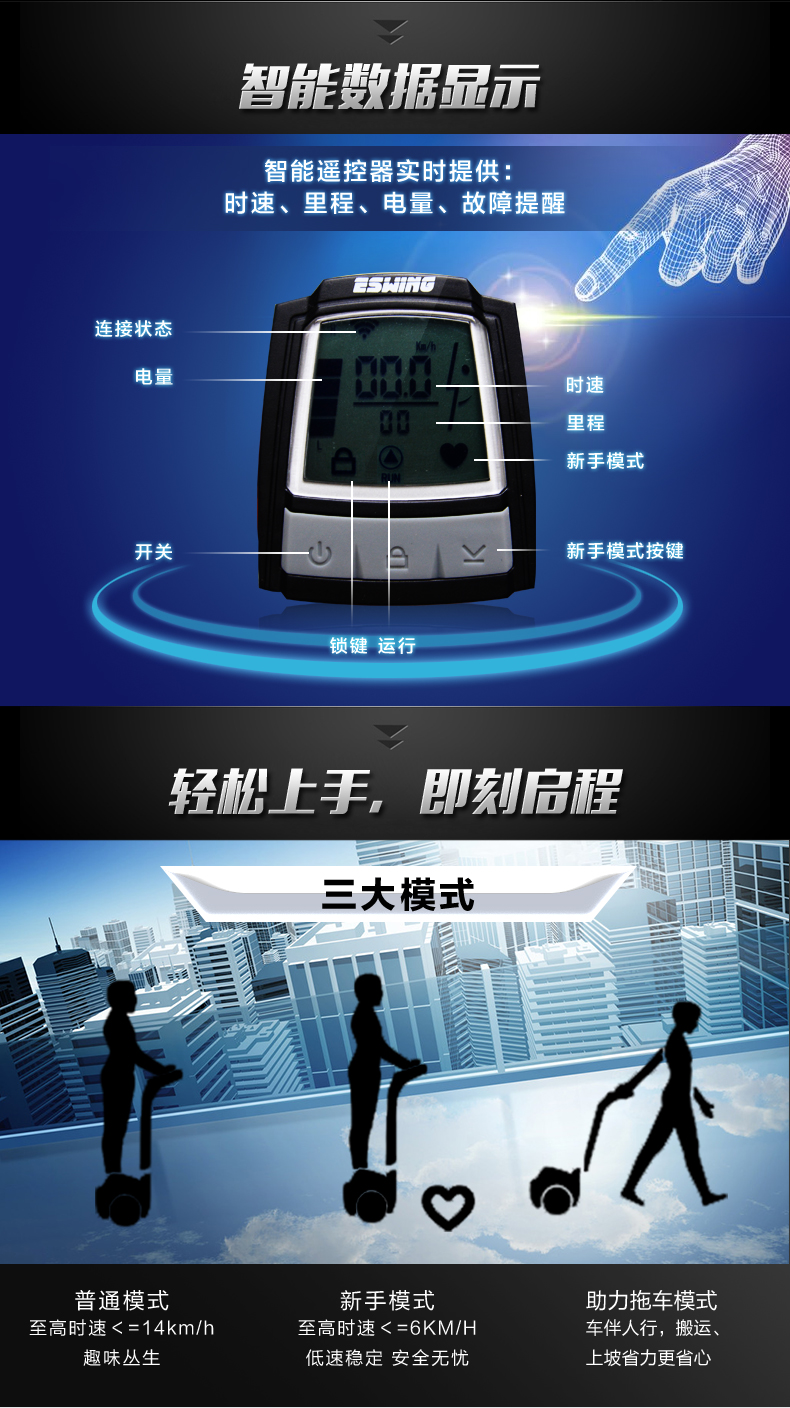 智能数据显示
智能遥控器实时提供：
时速、里程、电量、故障提醒
ESWING
连接状态
电量
Km/h
00.0
时速
00
里程
新手模式
L
RUN
开关
新手模式按键
锁键 运行
轻松上手，即刻启程
三大模式
普通模式
至高时速<=14km/h
趣味丛生
新手模式
至高时速<=6KM/H
低速稳定 安全无忧
助力拖车模式
车伴人行，搬运、
上坡省力更省心